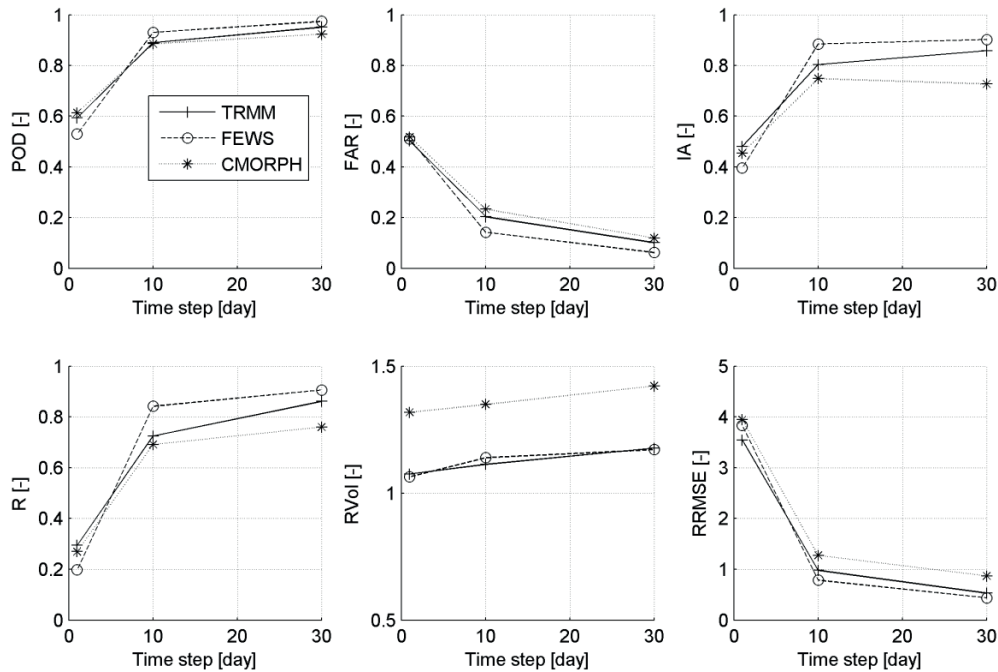 1
0.8
0.6
0.4
0.2
0
POD [-]
0 10 20 30
Time step [day]
TRMM
FEWS
CMORPH
1
0.8
0.6
0.4
0.2
0
FAR [-]
0 10 20 30
Time step [day]
1
0.8
0.6
0.4
0.2
0
IA [-]
0 10 20 30
Time step [day]
1
0.8
0.6
0.4
0.2
0
R [-]
0 10 20 30
Time step [day]
1.5
1
0.5
RVol [-]
0 10 20 30
Time step [day]
5
4
3
2
1
0
RRMSE [-]
0 10 20 30
Time step [day]